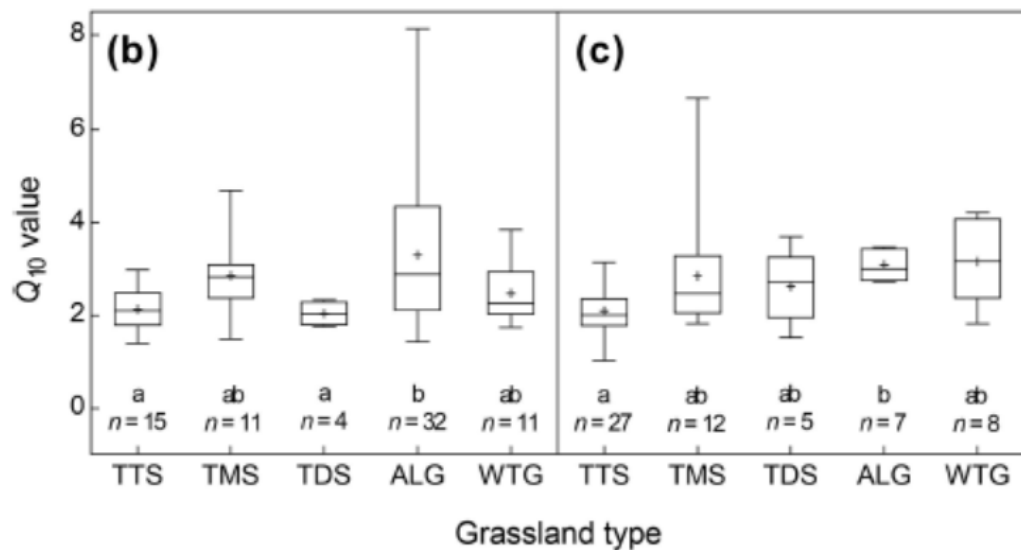 (b) (c)
8
6
4
2
0
Q10 value
a ab a b ab a ab ab b ab
n=15 n=11 n=4 n=32 n=11 n=27 n=12 n=5 n=7 n=8
TTS TMS TDS ALG WTG TTS TMS TDS ALG WTG
Grassland type